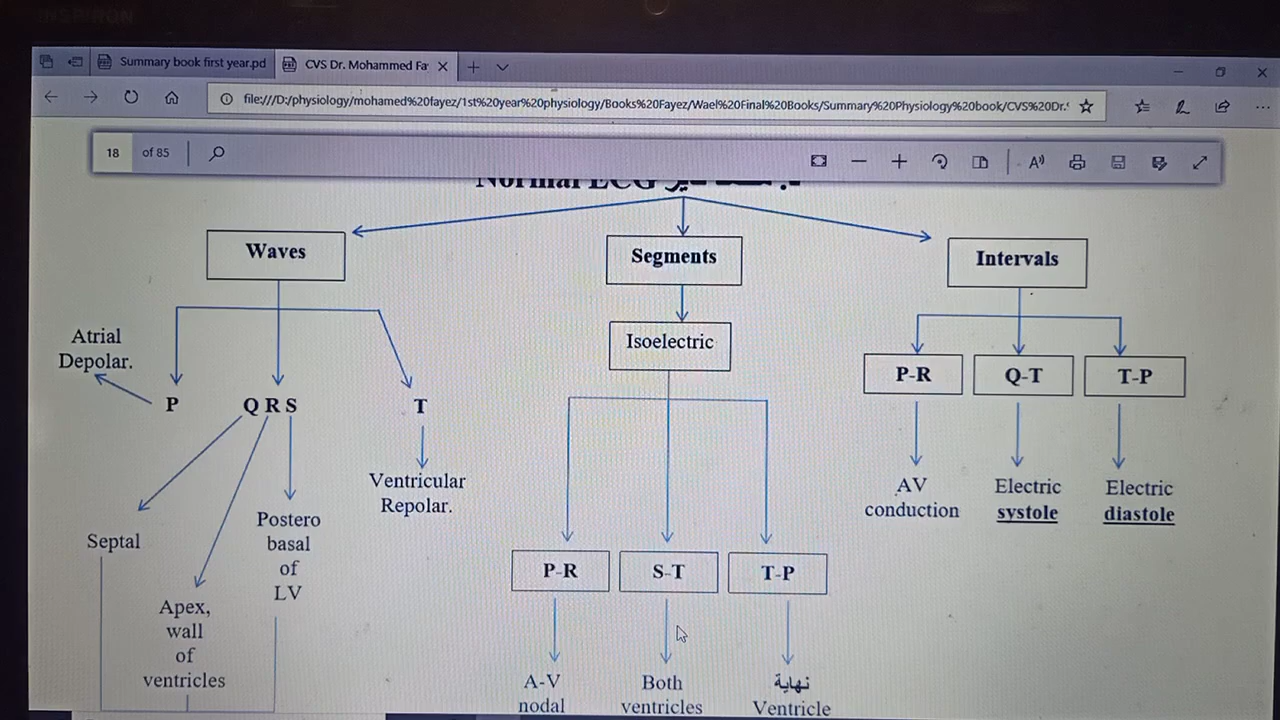 INSPIRON
Summary book first year.pd
CVS Dr. Mohammed Fa
file:///D:/physiology/mohamed%20fayez/1st%20year%20physiology/Books%20Fayez/Wael%20Final%20Books/Summary%20Physiology%20book/CVS%20Dr.
18 of 85
Normal ECG
Waves
Segments
Intervals
Isoelectric
Atrial
Depolar.
P
Q R S
T
P-R
Q-T
T-P
Ventricular
Repolar.
AV
conduction
Electric
systole
Electric
diastole
Septal
Postero
basal
of
LV
Apex,
wall
of
ventricles
P-R
S-T
T-P
A-V
nodal
Both
ventricles
نهاية
Ventricle